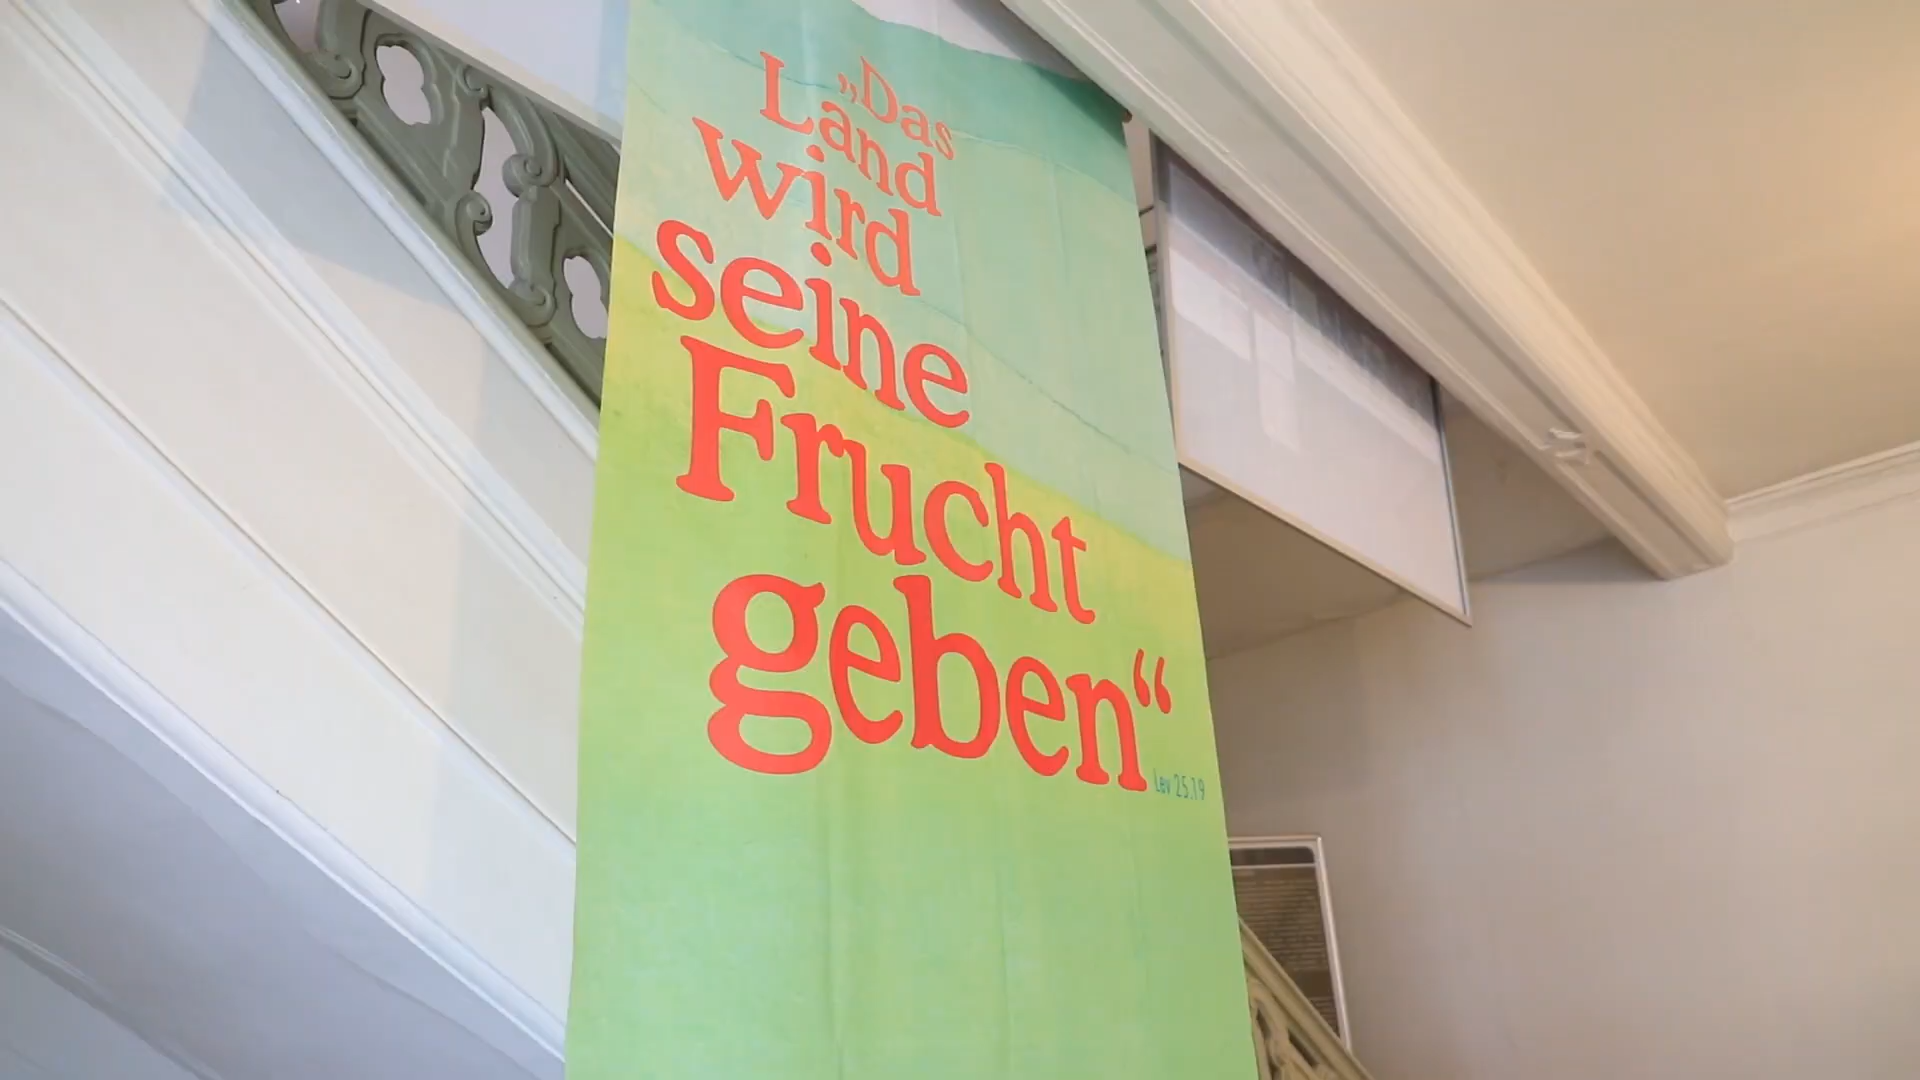 „Das
Land
wird
seine
Frucht
geben“
Lev 25.19